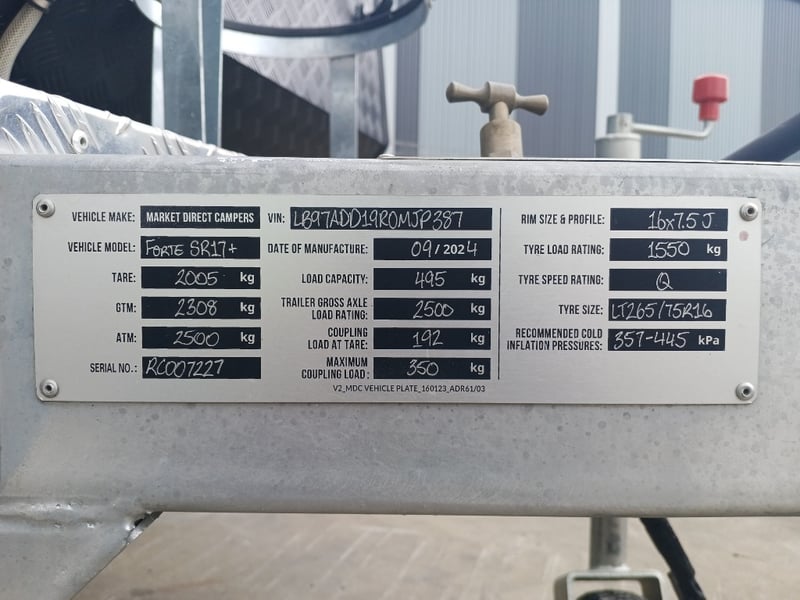 VEHICLE MAKE: MARKET DIRECT CAMPERS
VEHICLE MODEL: FORTE SR17+
TARE: 2005 kg
GTM: 2308 kg
ATM: 2500 kg
SERIAL NO.: RC007227
VIN: LB97ADD19R0MJP387
DATE OF MANUFACTURE: 09/2024
LOAD CAPACITY: 495 kg
TRAILER GROSS AXLE
LOAD RATING: 2500 kg
COUPLING
LOAD AT TARE: 192 kg
MAXIMUM
COUPLING LOAD: 350 kg
RIM SIZE & PROFILE: 16x7.5J
TYRE LOAD RATING: 1550 kg
TYRE SPEED RATING: Q
TYRE SIZE: LT265/75R16
RECOMMENDED COLD
INFLATION PRESSURES: 357-445 kPa
V2_MDC VEHICLE PLATE_160123_ADR61/03